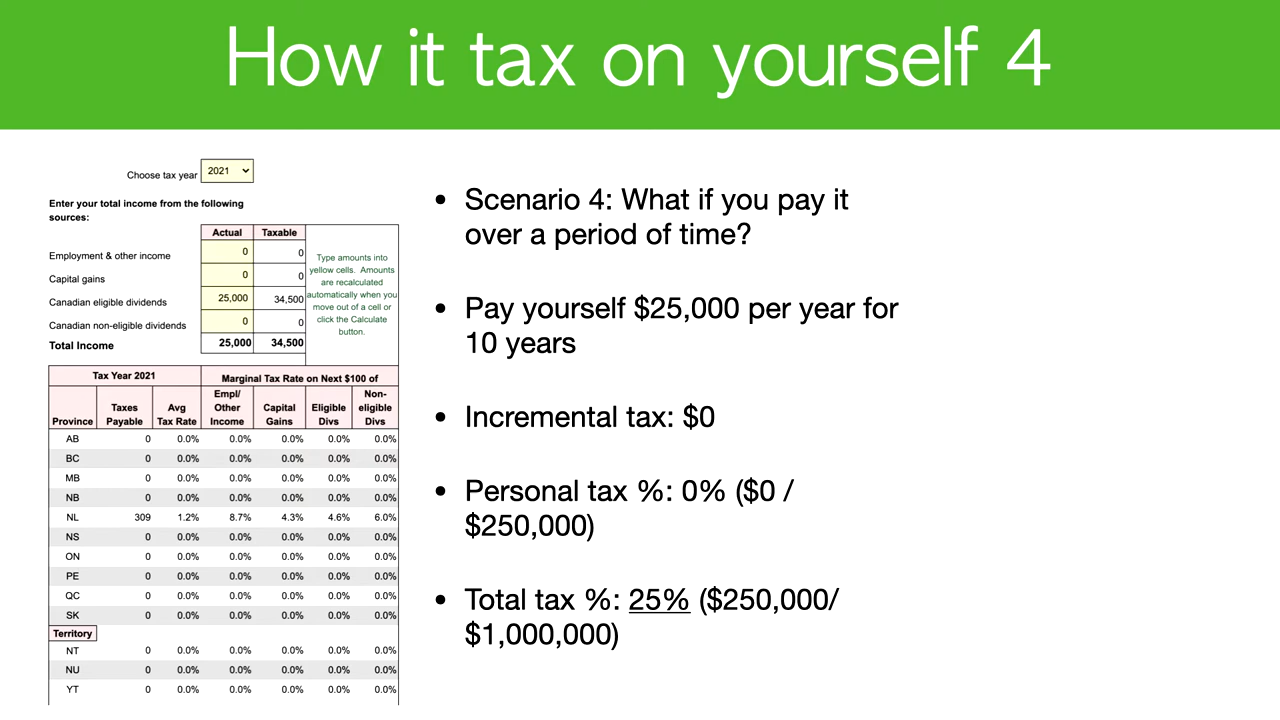 How it tax on yourself 4
Choose tax year 2021
Enter your total income from the following
sources:
Actual Taxable
Employment & other income 0 0
Capital gains 0 0
Canadian eligible dividends 25,000 34,500
Canadian non-eligible dividends 0 0
Total Income 25,000 34,500
Type amounts into
yellow cells. Amounts
are recalculated
automatically when you
move out of a cell or
click the Calculate
button.
Tax Year 2021 Marginal Tax Rate on Next $100 of
Province Taxes Payable Avg Tax Rate Empl/ Other Income Capital Gains Eligible Divs Non- eligible Divs
AB 0 0.0% 0.0% 0.0% 0.0% 0.0%
BC 0 0.0% 0.0% 0.0% 0.0% 0.0%
MB 0 0.0% 0.0% 0.0% 0.0% 0.0%
NB 0 0.0% 0.0% 0.0% 0.0% 0.0%
NL 309 1.2% 8.7% 4.3% 4.6% 6.0%
NS 0 0.0% 0.0% 0.0% 0.0% 0.0%
ON 0 0.0% 0.0% 0.0% 0.0% 0.0%
PE 0 0.0% 0.0% 0.0% 0.0% 0.0%
QC 0 0.0% 0.0% 0.0% 0.0% 0.0%
SK 0 0.0% 0.0% 0.0% 0.0% 0.0%
Territory
NT 0 0.0% 0.0% 0.0% 0.0% 0.0%
NU 0 0.0% 0.0% 0.0% 0.0% 0.0%
YT 0 0.0% 0.0% 0.0% 0.0% 0.0%
• Scenario 4: What if you pay it
over a period of time?
• Pay yourself $25,000 per year for
10 years
• Incremental tax: $0
• Personal tax %: 0% ($0 /
$250,000)
• Total tax %: 25% ($250,000/
$1,000,000)